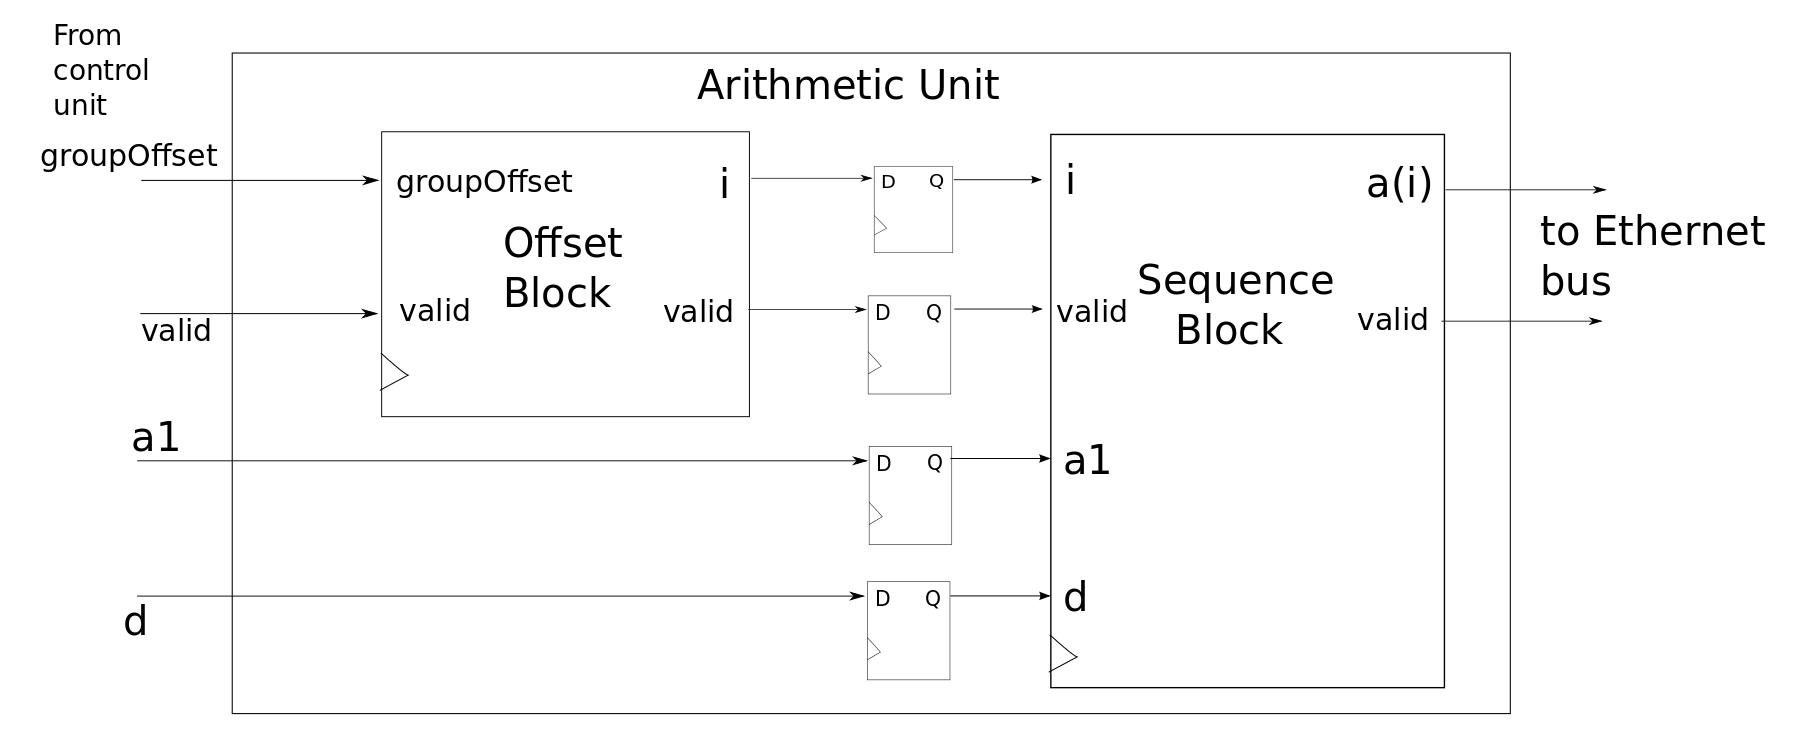 From
control
unit
Arithmetic Unit
groupOffset
groupOffset
i
D Q
i
a(i)
Offset
Block
to Ethernet
bus
valid
valid
valid
D Q
valid
Sequence
Block
valid
a1
D Q
a1
d
D Q
d